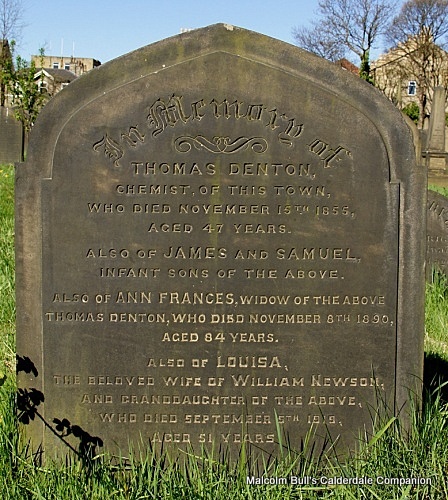 In Memory of
THOMAS DENTON,
CHEMIST, OF THIS TOWN,
WHO DIED NOVEMBER 15TH 1855,
AGED 47 YEARS.
ALSO OF JAMES AND SAMUEL,
INFANT SONS OF THE ABOVE.
ALSO OF ANN FRANCES, WIDOW OF THE ABOVE
THOMAS DENTON, WHO DIED NOVEMBER 8TH 1890,
AGED 84 YEARS.
ALSO OF LOUISA,
THE BELOVED WIFE OF WILLIAM NEWSON,
AND GRANDDAUGHTER OF THE ABOVE,
WHO DIED SEPTEMBER 5TH 1919,
AGED 51 YEARS.
Malcolm Bull's Calderdale Companion